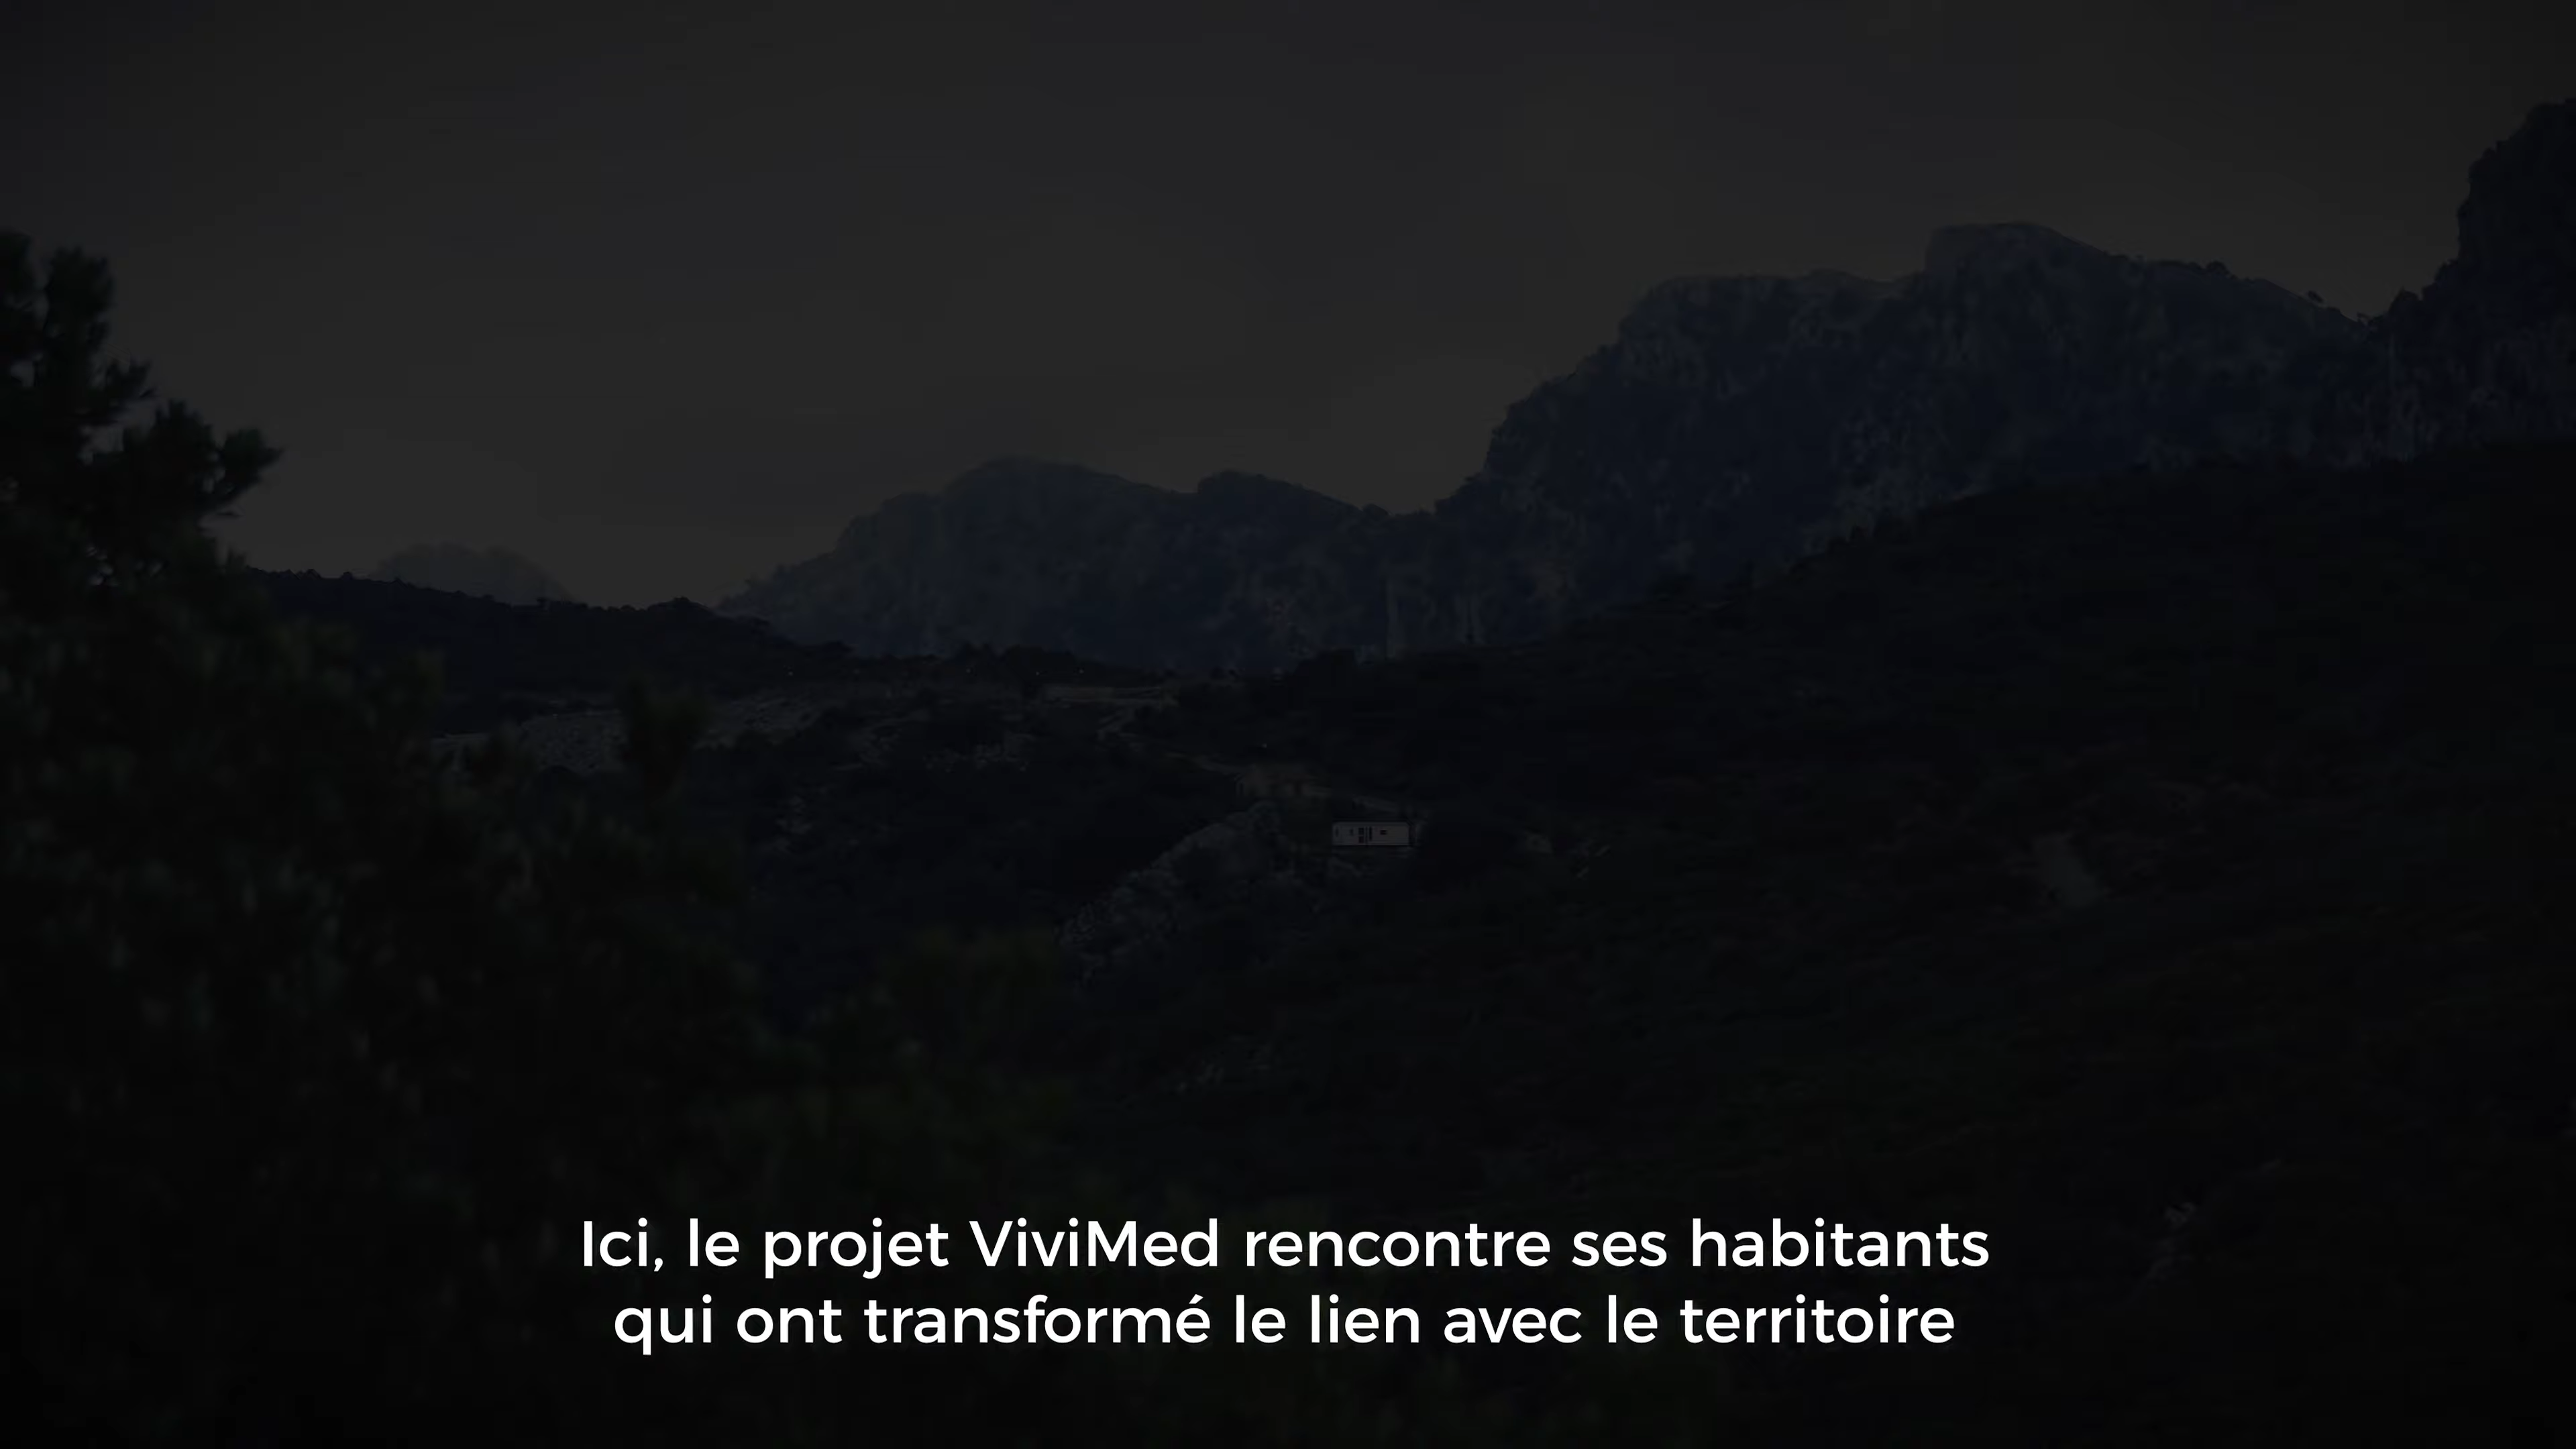 Ici, le projet ViviMed rencontre ses habitants
qui ont transformé le lien avec le territoire